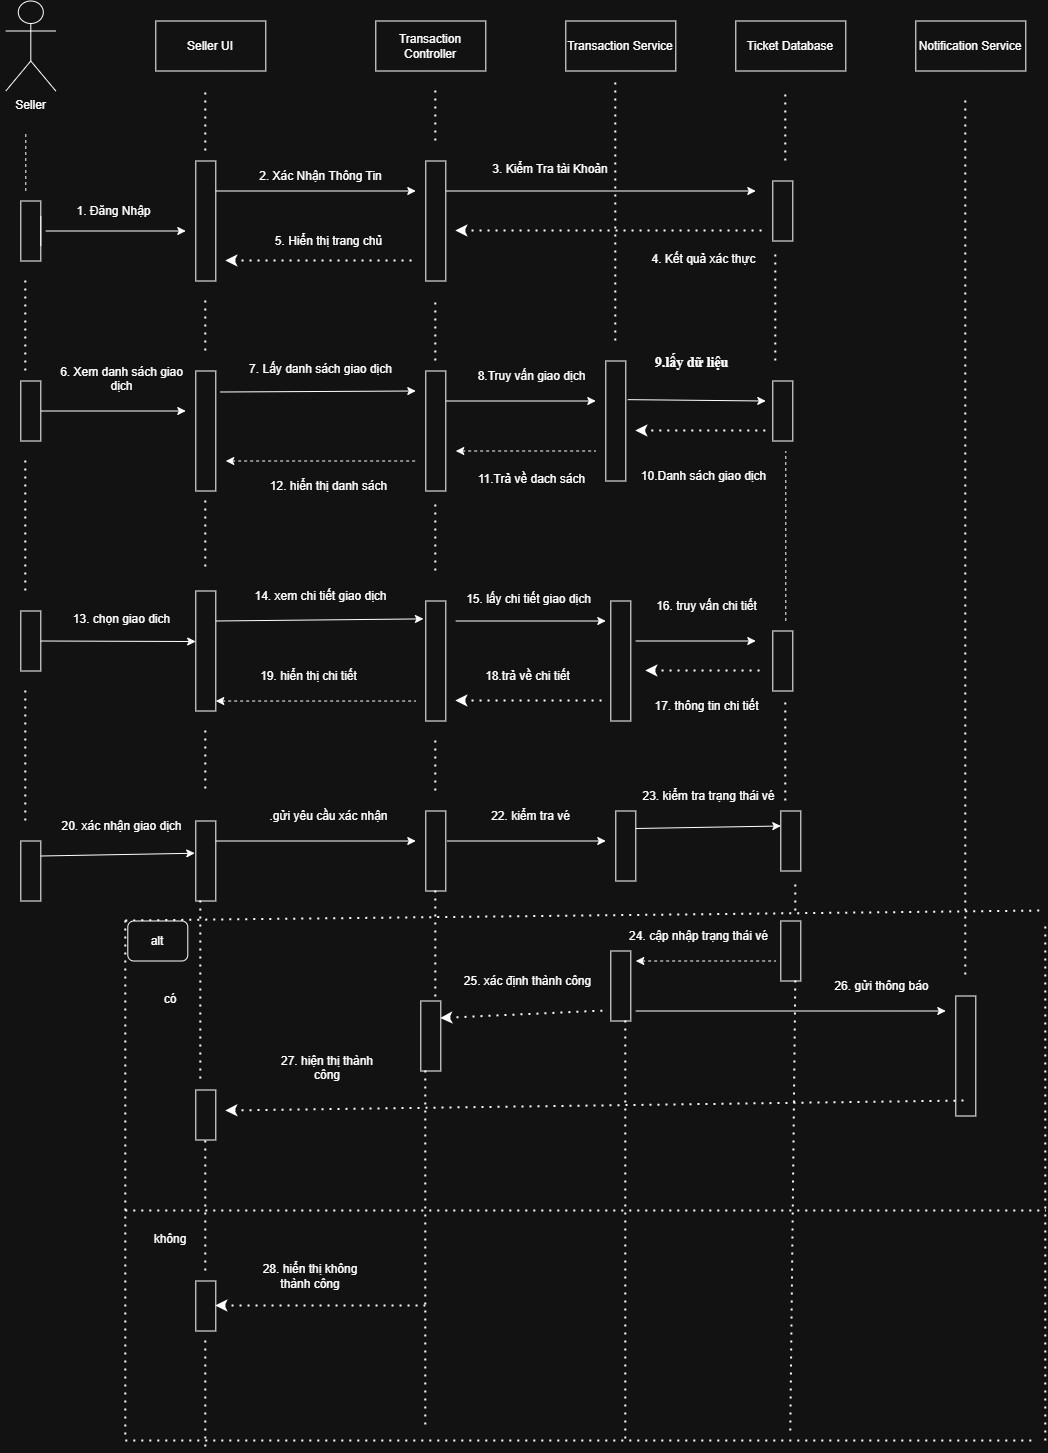 Seller UI
Transaction
Controller
Transaction Service
Ticket Database
Notification Service
Seller
1. Đăng Nhập
2. Xác Nhận Thông Tin
3. Kiểm Tra tài Khoản
5. Hiển thị trang chủ
4. Kết quả xác thực
6. Xem danh sách giao
dịch
7. Lấy danh sách giao dịch
8.Truy vấn giao dịch
9.lấy dữ liệu
12. hiển thị danh sách
11.Trả về dach sách
10.Danh sách giao dịch
13. chọn giao dich
14. xem chi tiết giao dịch
15. lấy chi tiết giao dịch
16. truy vấn chi tiết
19. hiển thị chi tiết
18.trả về chi tiết
17. thông tin chi tiết
20. xác nhận giao dịch
.gửi yêu cầu xác nhận
22. kiểm tra vé
23. kiểm tra trạng thái vé
alt
24. cập nhập trạng thái vé
có
25. xác định thành công
26. gửi thông báo
27. hiện thị thành
công
không
28. hiển thị không
thành công